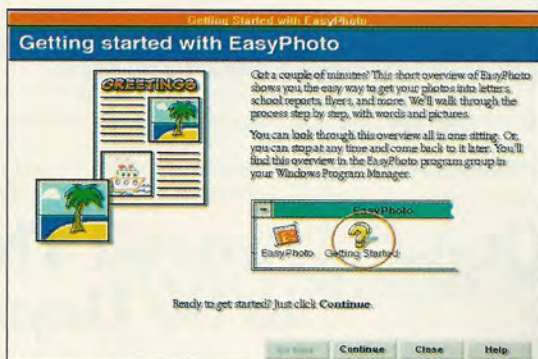 Getting Started with EasyPhoto
Getting started with EasyPhoto
GREETINGS
Got a couple of minutes? This short overview of EasyPhoto
shows you the easy way to get your photos into letters,
school reports, flyers, and more. We'll walk through the
process step by step, with words and pictures.
You can look through this overview all in one sitting. Or,
you can stop at any time and come back to it later. You'll
find this overview in the EasyPhoto program group in
your Windows Program Manager.
EasyPhoto
EasyPhoto Getting Started
Ready to get started? Just click Continue.
Continue Close Help